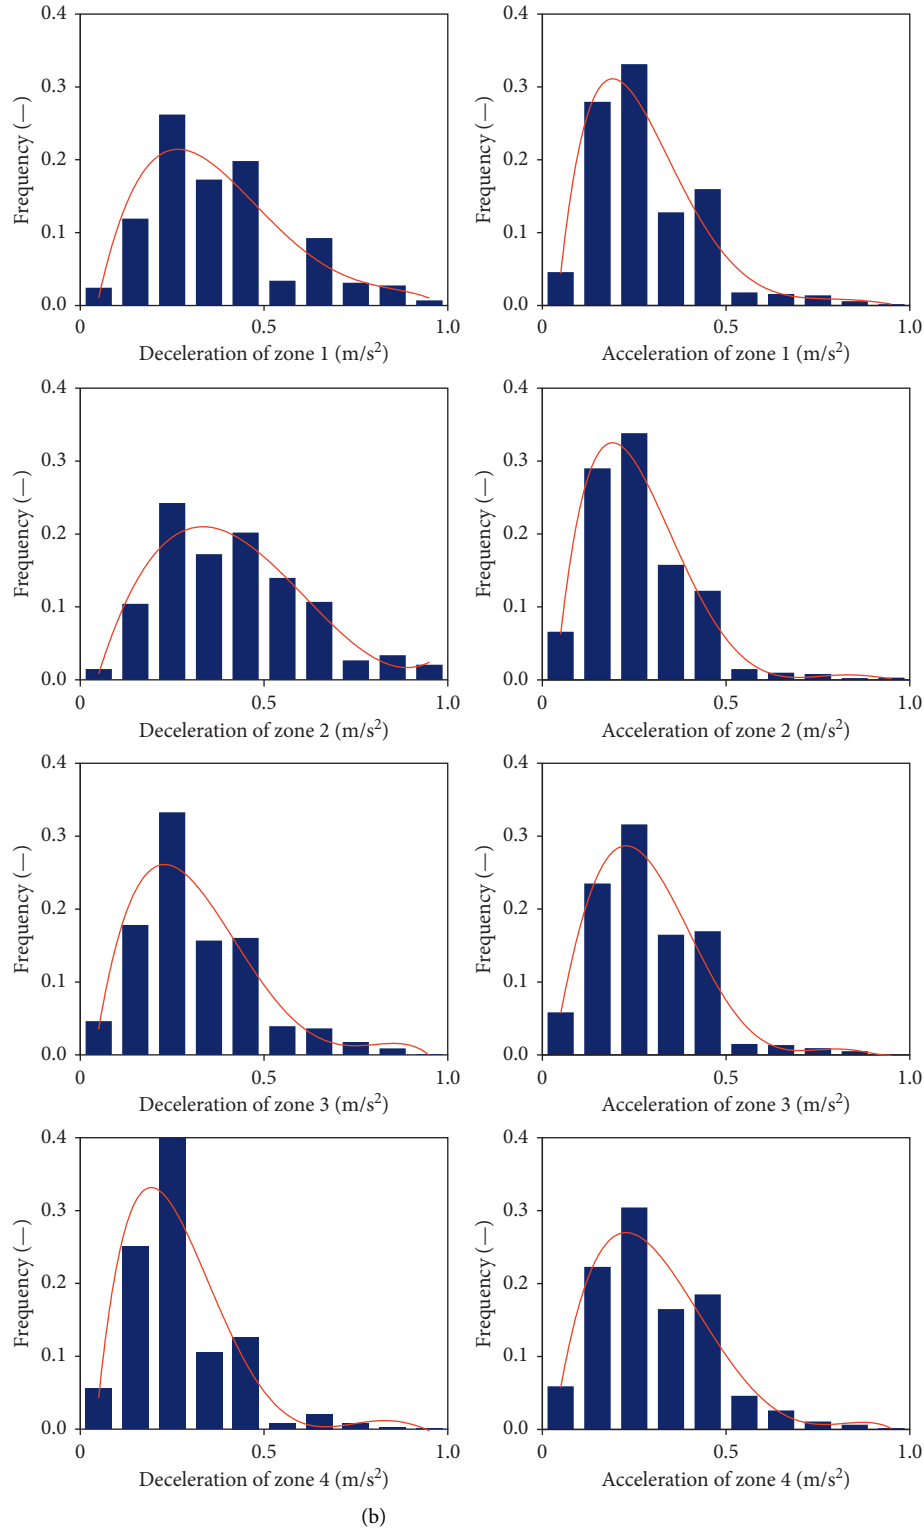 0.4
0.3
0.2
0.1
0.0
Frequency (—)
0 0.5 1.0
Deceleration of zone 1 (m/s²)
0.4
0.3
0.2
0.1
0.0
Frequency (—)
0 0.5 1.0
Acceleration of zone 1 (m/s²)
0.4
0.3
0.2
0.1
0.0
Frequency (—)
0 0.5 1.0
Deceleration of zone 2 (m/s²)
0.4
0.3
0.2
0.1
0.0
Frequency (—)
0 0.5 1.0
Acceleration of zone 2 (m/s²)
0.4
0.3
0.2
0.1
0.0
Frequency (—)
0 0.5 1.0
Deceleration of zone 3 (m/s²)
0.4
0.3
0.2
0.1
0.0
Frequency (—)
0 0.5 1.0
Acceleration of zone 3 (m/s²)
0.4
0.3
0.2
0.1
0.0
Frequency (—)
0 0.5 1.0
Deceleration of zone 4 (m/s²)
0.4
0.3
0.2
0.1
0.0
Frequency (—)
0 0.5 1.0
Acceleration of zone 4 (m/s²)
(b)